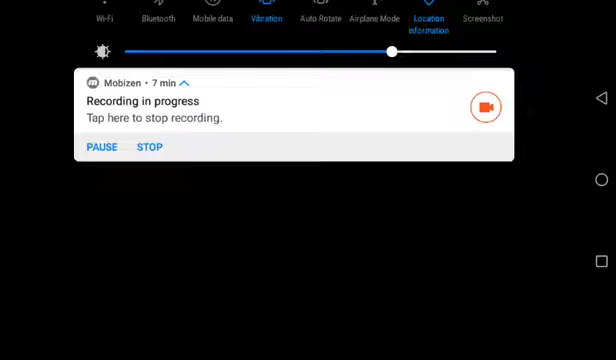 Wi-Fi Bluetooth Mobile data Vibration Auto Rotate Airplane Mode Location information Screenshot
Mobizen • 7 min
Recording in progress
Tap here to stop recording.
PAUSE STOP